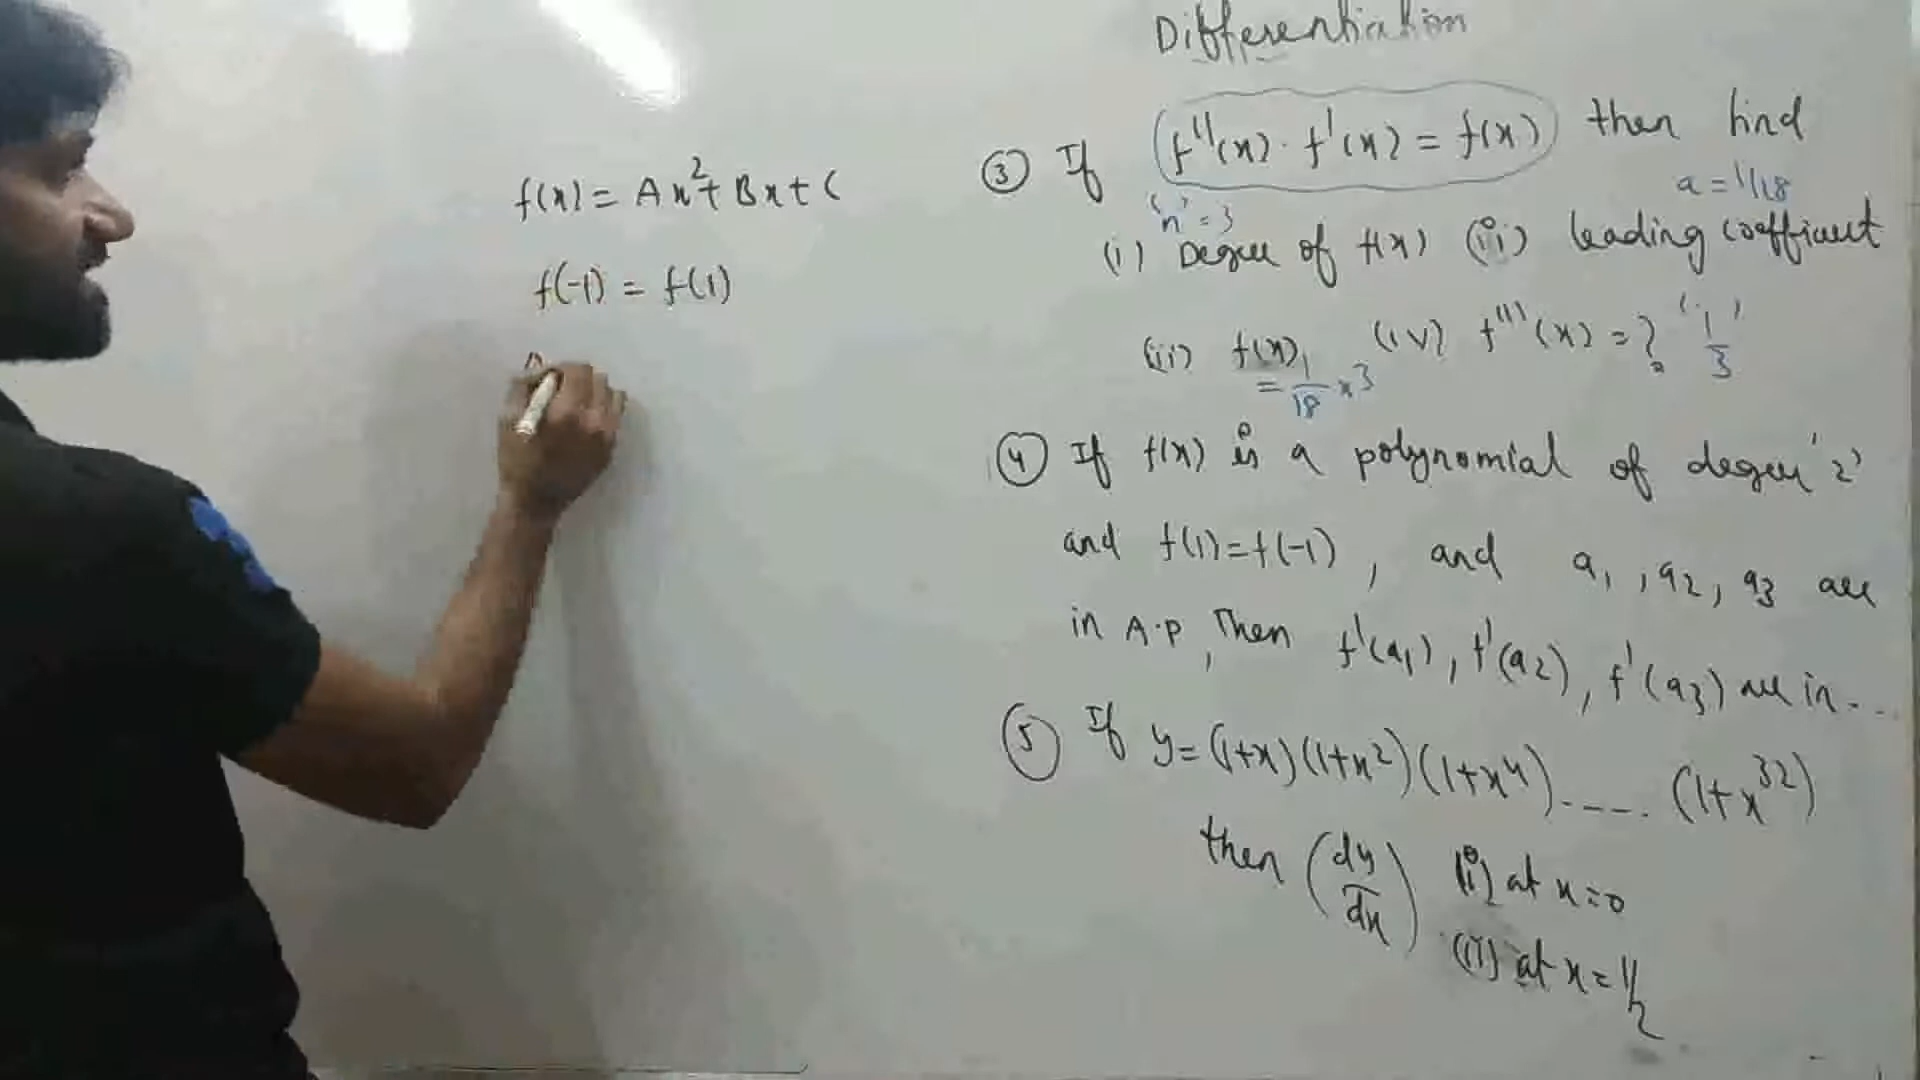 Differentiation
f(x) = Ax²+ Bx + C
f(-1) = f(1)
③ If (f''(x) . f'(x) = f(x)) then find
'n' = 3
a = 1/18
(i) Degree of f(x) (ii) leading coefficient
(iii) f(x) (iv) f'''(x) = ? '1/3'
= 1/18 x³
④ If f(x) is a polynomial of degree '2'
and f(1)=f(-1), and a₁, a₂, a₃ are
in A.P, Then f'(a₁), f'(a₂), f'(a₃) are in...
⑤ If y = (1+x)(1+x²)(1+x⁴)..... (1+x³²)
then (dy/dx) (i) at x=0
(ii) at x = 1/2